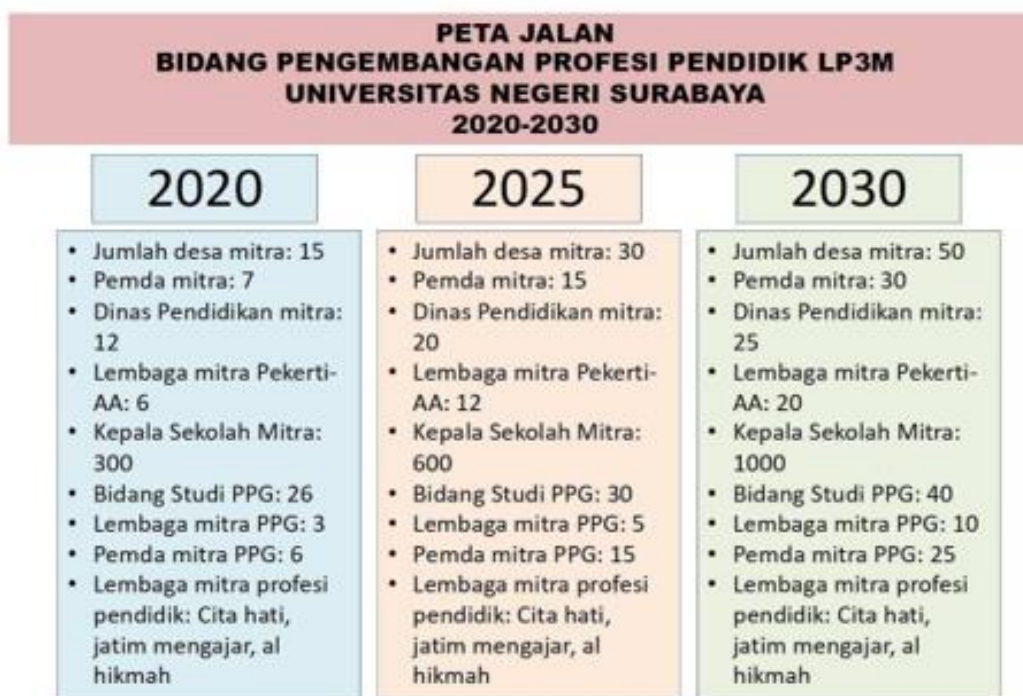 PETA JALAN
BIDANG PENGEMBANGAN PROFESI PENDIDIK LP3M
UNIVERSITAS NEGERI SURABAYA
2020-2030
2020
• Jumlah desa mitra: 15
• Pemda mitra: 7
• Dinas Pendidikan mitra:
12
• Lembaga mitra Pekerti-
AA: 6
• Kepala Sekolah Mitra:
300
• Bidang Studi PPG: 26
• Lembaga mitra PPG: 3
• Pemda mitra PPG: 6
• Lembaga mitra profesi
pendidik: Cita hati,
jatim mengajar, al
hikmah
2025
• Jumlah desa mitra: 30
• Pemda mitra: 15
• Dinas Pendidikan mitra:
20
• Lembaga mitra Pekerti-
AA: 12
• Kepala Sekolah Mitra:
600
• Bidang Studi PPG: 30
• Lembaga mitra PPG: 5
• Pemda mitra PPG: 15
• Lembaga mitra profesi
pendidik: Cita hati,
jatim mengajar, al
hikmah
2030
• Jumlah desa mitra: 50
• Pemda mitra: 30
• Dinas Pendidikan mitra:
25
• Lembaga mitra Pekerti-
AA: 20
• Kepala Sekolah Mitra:
1000
• Bidang Studi PPG: 40
• Lembaga mitra PPG: 10
• Pemda mitra PPG: 25
• Lembaga mitra profesi
pendidik: Cita hati,
jatim mengajar, al
hikmah